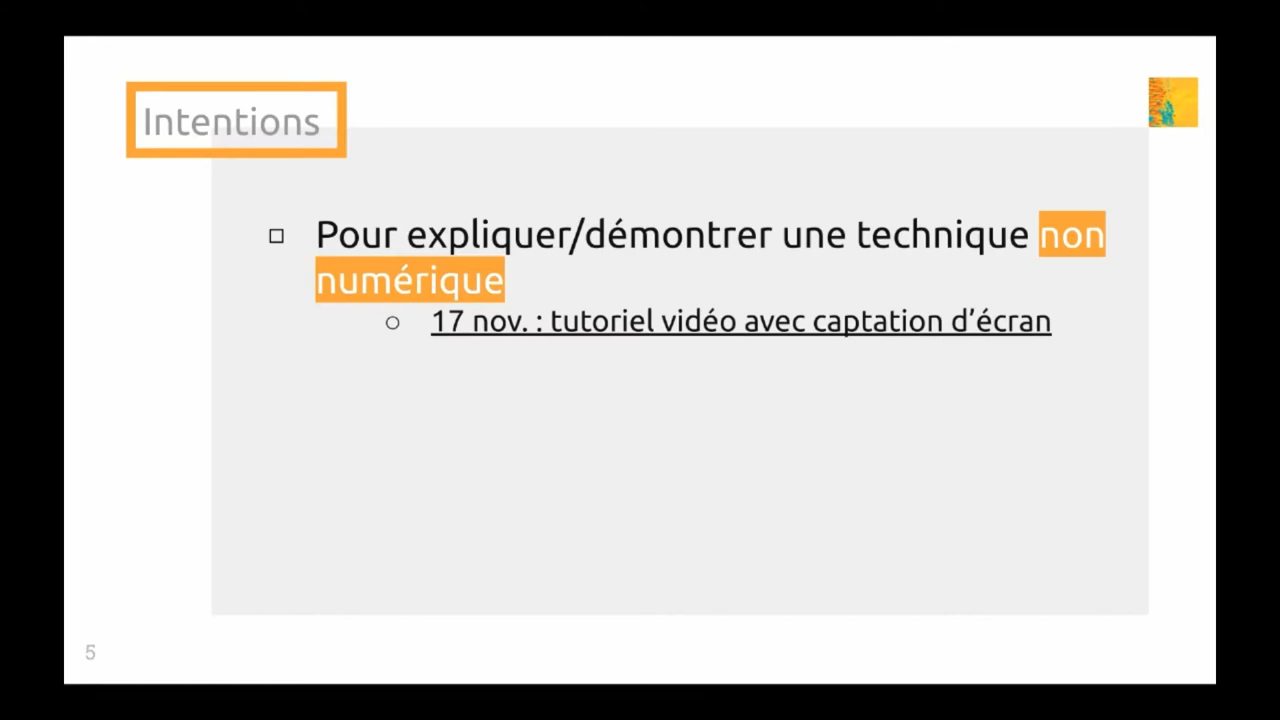 Intentions
□ Pour expliquer/démontrer une technique non
numérique
○ 17 nov. : tutoriel vidéo avec captation d’écran
5